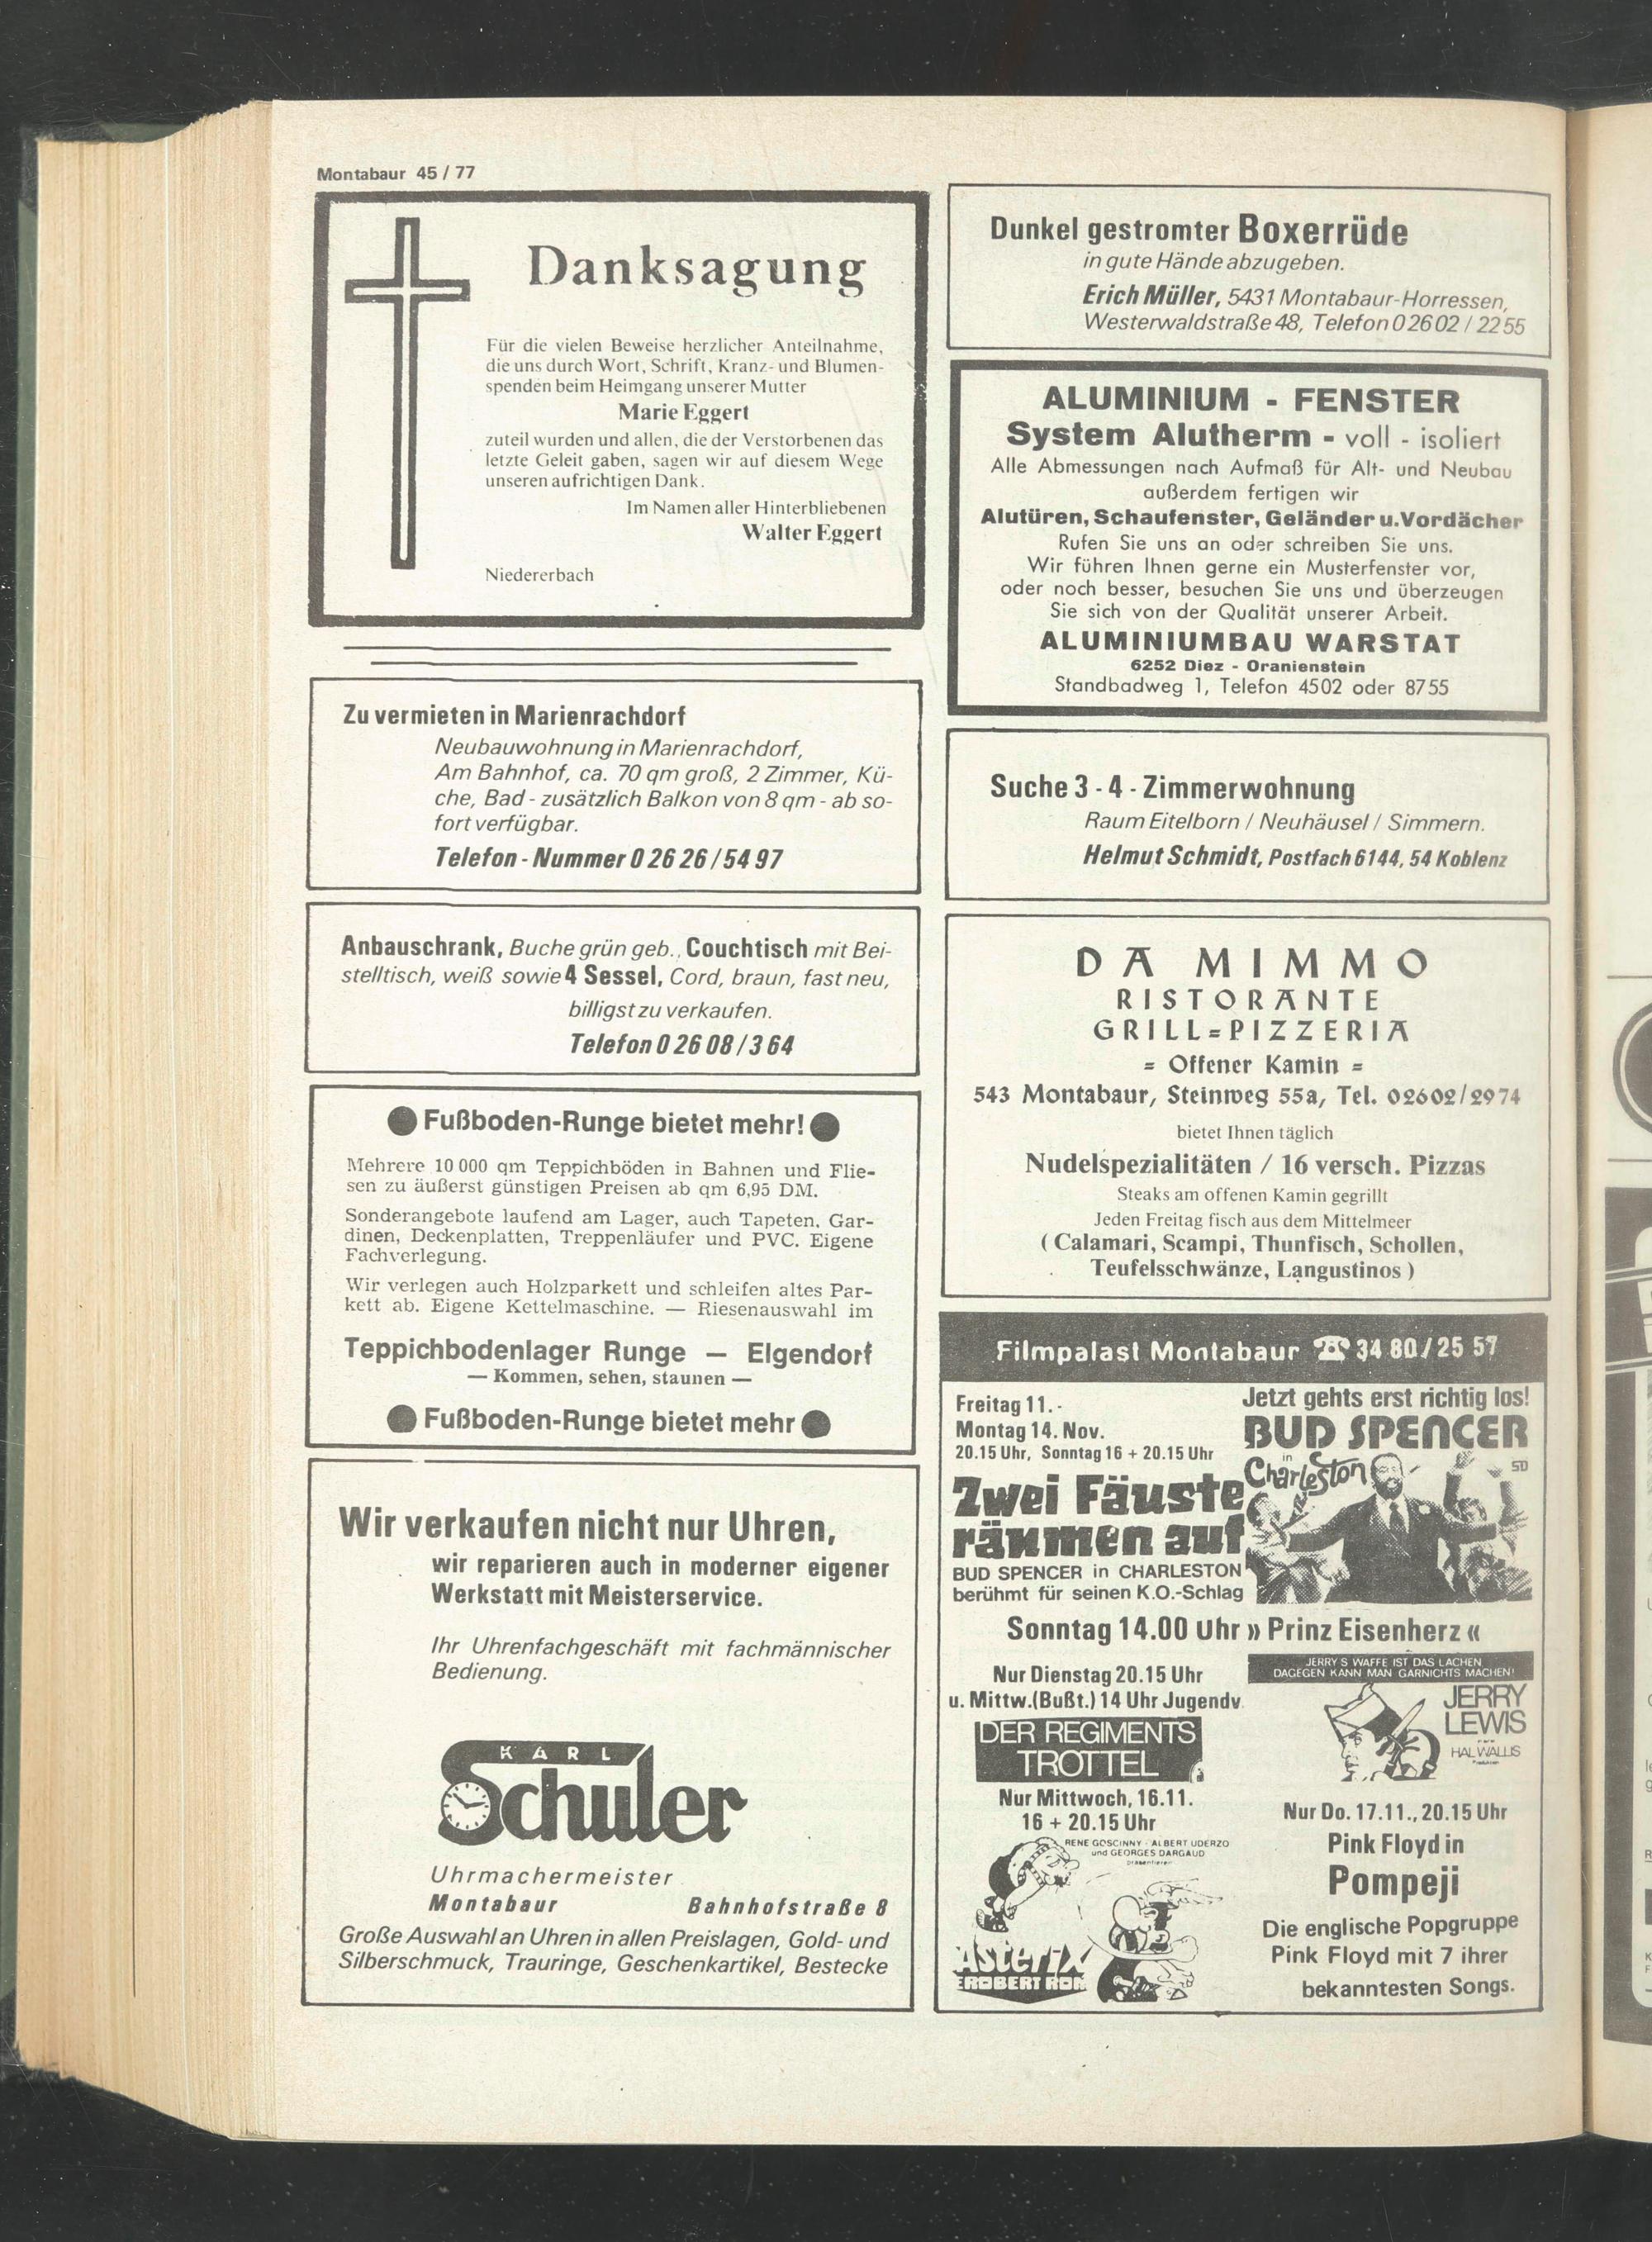 Montabaur 45 / 77
Danksagung
Für die vielen Beweise herzlicher Anteilnahme,
die uns durch Wort, Schrift, Kranz- und Blumen-
spenden beim Heimgang unserer Mutter
Marie Eggert
zuteil wurden und allen, die der Verstorbenen das
letzte Geleit gaben, sagen wir auf diesem Wege
unseren aufrichtigen Dank.
Im Namen aller Hinterbliebenen
Walter Eggert
Niedererbach
Zu vermieten in Marienrachdorf
Neubauwohnung in Marienrachdorf,
Am Bahnhof, ca. 70 qm groß, 2 Zimmer, Kü-
che, Bad - zusätzlich Balkon von 8 qm - ab so-
fort verfügbar.
Telefon - Nummer 0 26 26 / 54 97
Anbauschrank, Buche grün geb., Couchtisch mit Bei-
stelltisch, weiß sowie 4 Sessel, Cord, braun, fast neu,
billigst zu verkaufen.
Telefon 0 26 08 / 3 64
Fußboden-Runge bietet mehr!
Mehrere 10 000 qm Teppichböden in Bahnen und Flie-
sen zu äußerst günstigen Preisen ab qm 6,95 DM.
Sonderangebote laufend am Lager, auch Tapeten, Gar-
dinen, Deckenplatten, Treppenläufer und PVC. Eigene
Fachverlegung.
Wir verlegen auch Holzparkett und schleifen altes Par-
kett ab. Eigene Kettelmaschine. — Riesenauswahl im
Teppichbodenlager Runge — Elgendorf
— Kommen, sehen, staunen —
Fußboden-Runge bietet mehr
Wir verkaufen nicht nur Uhren,
wir reparieren auch in moderner eigener
Werkstatt mit Meisterservice.
Ihr Uhrenfachgeschäft mit fachmännischer
Bedienung.
KARL
Schuler
Uhrmachermeister
Montabaur Bahnhofstraße 8
Große Auswahl an Uhren in allen Preislagen, Gold- und
Silberschmuck, Trauringe, Geschenkartikel, Bestecke
Dunkel gestromter Boxerrüde
in gute Hände abzugeben.
Erich Müller, 5431 Montabaur-Horressen,
Westerwaldstraße 48, Telefon 0 26 02 / 22 55
ALUMINIUM - FENSTER
System Alutherm - voll - isoliert
Alle Abmessungen nach Aufmaß für Alt- und Neubau
außerdem fertigen wir
Alutüren, Schaufenster, Geländer u. Vordächer
Rufen Sie uns an oder schreiben Sie uns.
Wir führen Ihnen gerne ein Musterfenster vor,
oder noch besser, besuchen Sie uns und überzeugen
Sie sich von der Qualität unserer Arbeit.
ALUMINIUMBAU WARSTAT
6252 Diez - Oranienstein
Standbadweg 1, Telefon 4502 oder 8755
Suche 3 - 4 - Zimmerwohnung
Raum Eitelborn / Neuhäusel / Simmern.
Helmut Schmidt, Postfach 6144, 54 Koblenz
DA MIMMO
RISTORANTE
GRILL=PIZZERIA
= Offener Kamin =
543 Montabaur, Steinweg 55a, Tel. 02602/2974
bietet Ihnen täglich
Nudelspezialitäten / 16 versch. Pizzas
Steaks am offenen Kamin gegrillt
Jeden Freitag fisch aus dem Mittelmeer
( Calamari, Scampi, Thunfisch, Schollen,
Teufelsschwänze, Langustinos )
Filmpalast Montabaur ☎ 34 80 / 25 57
Freitag 11. -
Montag 14. Nov.
20.15 Uhr, Sonntag 16 + 20.15 Uhr
Jetzt gehts erst richtig los!
BUD SPENCER
in
Charleston
SD
Zwei Fäuste
räumen auf
BUD SPENCER in CHARLESTON
berühmt für seinen K.O.-Schlag
Sonntag 14.00 Uhr » Prinz Eisenherz «
Nur Dienstag 20.15 Uhr
u. Mittw.(Bußt.) 14 Uhr Jugendv.
DER REGIMENTS
TROTTEL
JERRY'S WAFFE IST DAS LACHEN
DAGEGEN KANN MAN GARNICHTS MACHEN!
JERRY
LEWIS
HAL WALLIS
Nur Mittwoch, 16.11.
16 + 20.15 Uhr
RENE GOSCINNY - ALBERT UDERZO
und GEORGES DARGAUD
präsentieren
Asterix
EROBERT ROM
Nur Do. 17.11., 20.15 Uhr
Pink Floyd in
Pompeji
Die englische Popgruppe
Pink Floyd mit 7 ihrer
bekanntesten Songs.